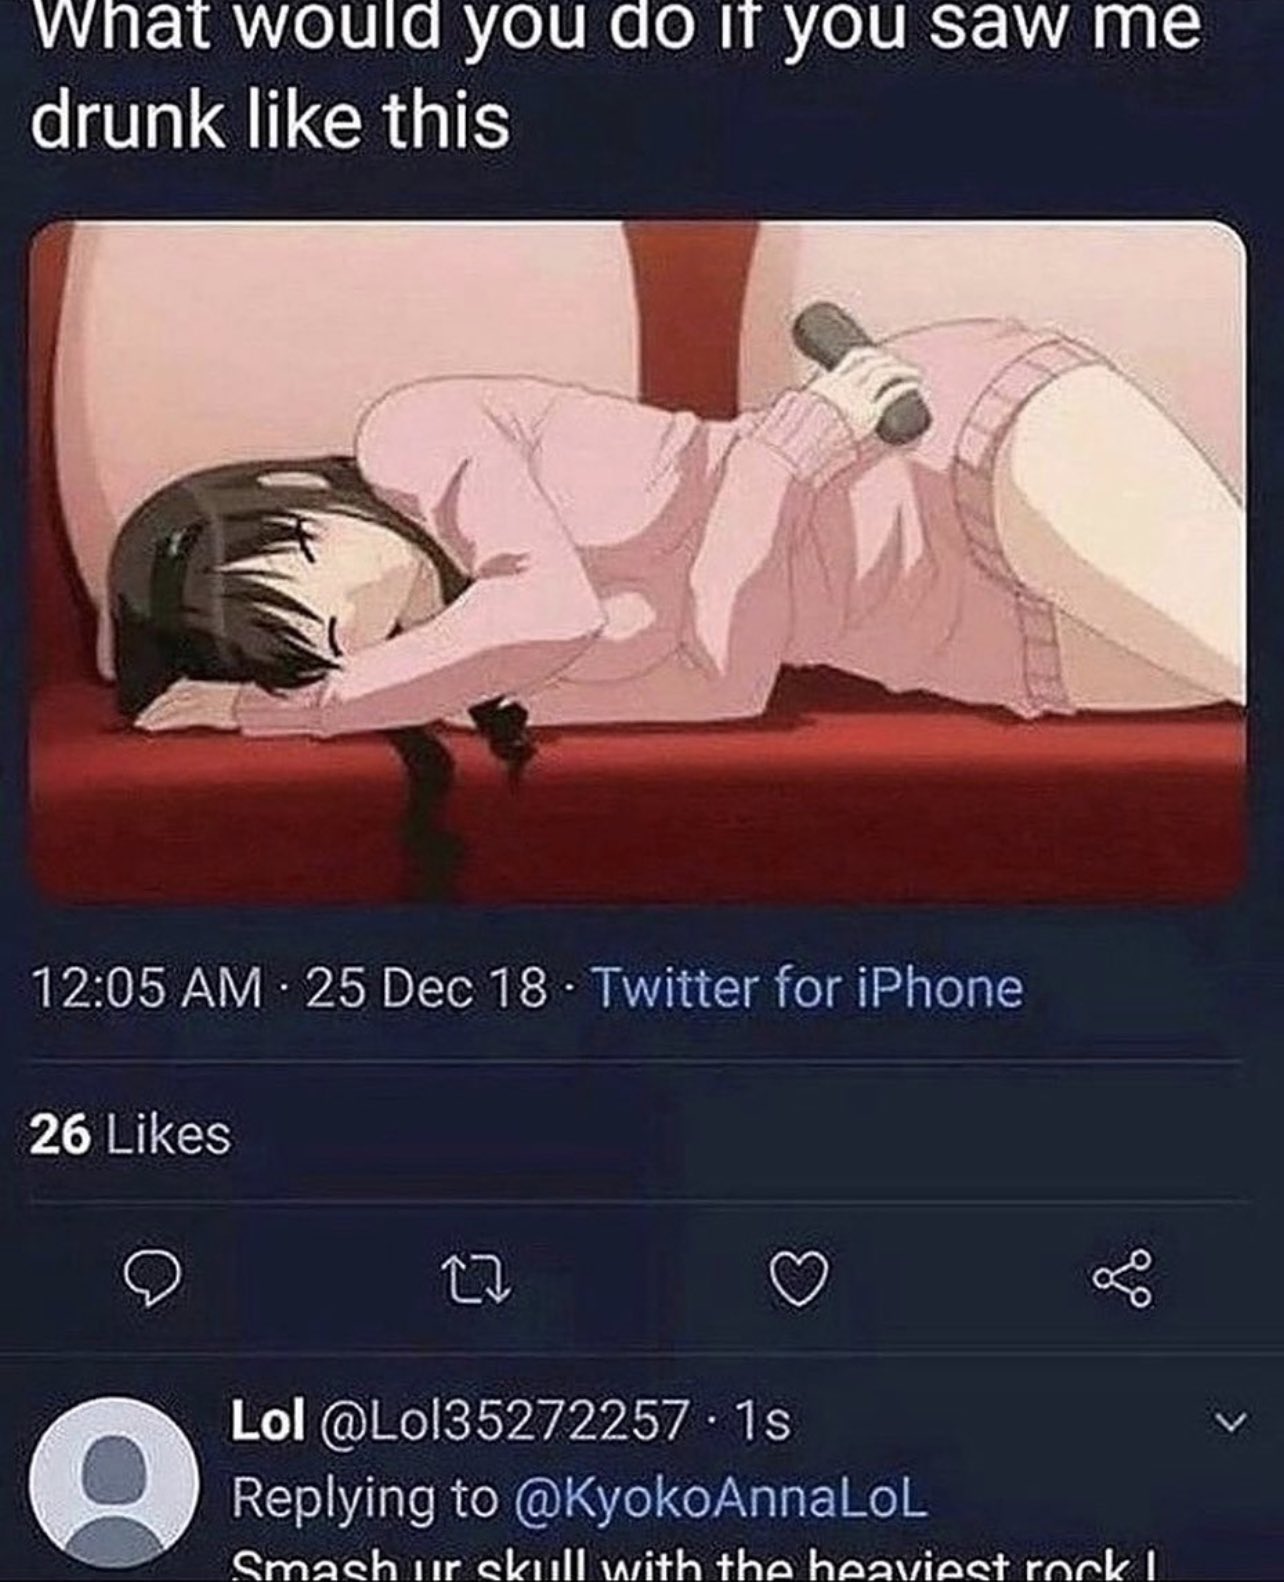 What would you do if you saw me
drunk like this
12:05 AM · 25 Dec 18 · Twitter for iPhone
26 Likes
Lol @Lol35272257 · 1s
Replying to @KyokoAnnaLoL
Smash ur skull with the heaviest rock I